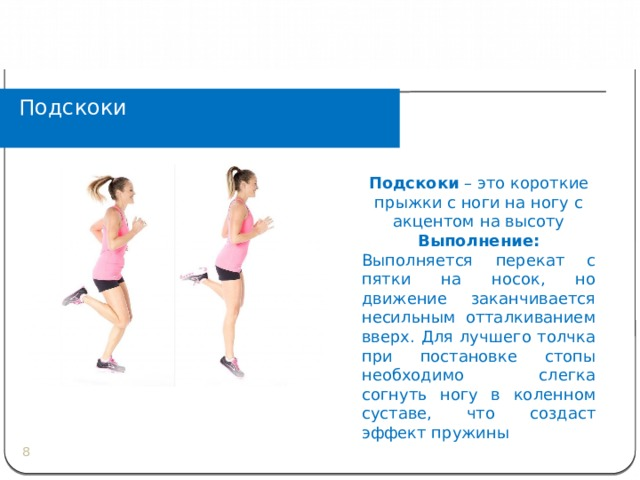 Подскоки
Подскоки – это короткие
прыжки с ноги на ногу с
акцентом на высоту
Выполнение:
Выполняется перекат с
пятки на носок, но
движение заканчивается
несильным отталкиванием
вверх. Для лучшего толчка
при постановке стопы
необходимо слегка
согнуть ногу в коленном
суставе, что создаст
эффект пружины
8